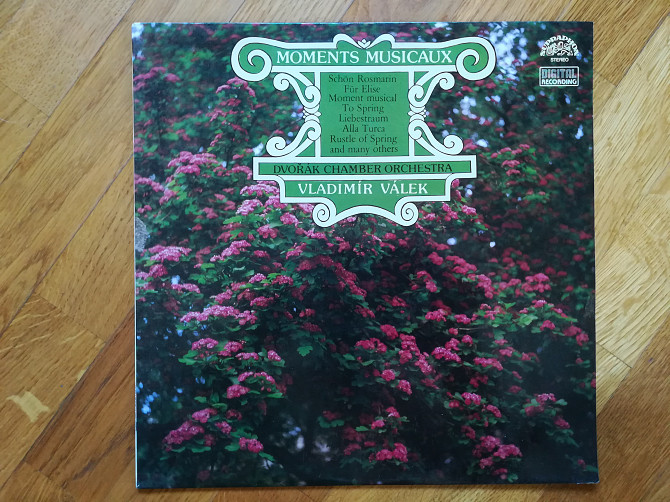 MOMENTS MUSICAUX
Schön Rosmarin
Für Elise
Moment musical
To Spring
Liebestraum
Alla Turca
Rustle of Spring
and many others
DVOŘÁK CHAMBER ORCHESTRA
VLADIMÍR VÁLEK
SUPRAPHON
STEREO
DIGITAL
RECORDING